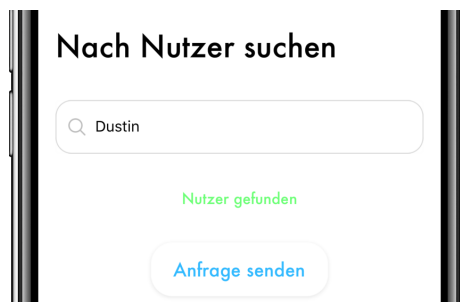 Nach Nutzer suchen
Dustin
Nutzer gefunden
Anfrage senden